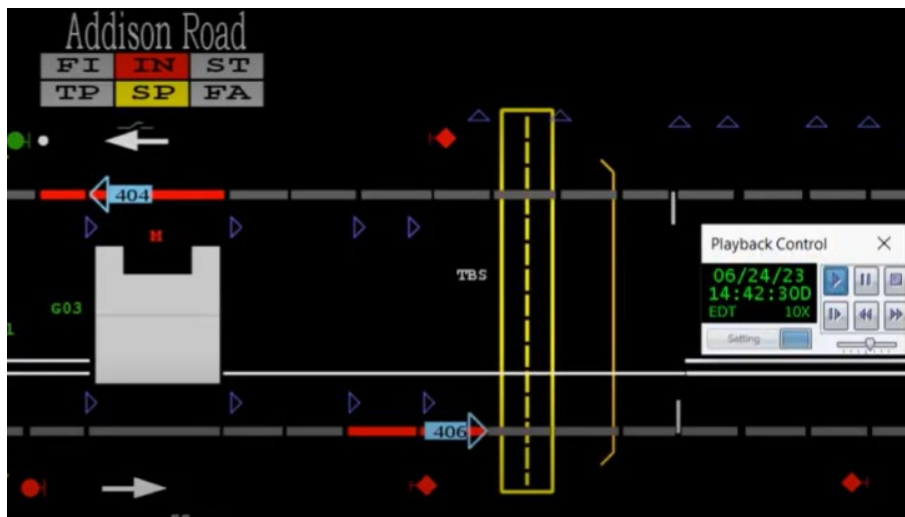 Addison Road
FI IN ST
TP SP FA
404
M
Playback Control
TBS
06/24/23
14:42:30D
G03
EDT 10X
1
Setting
406